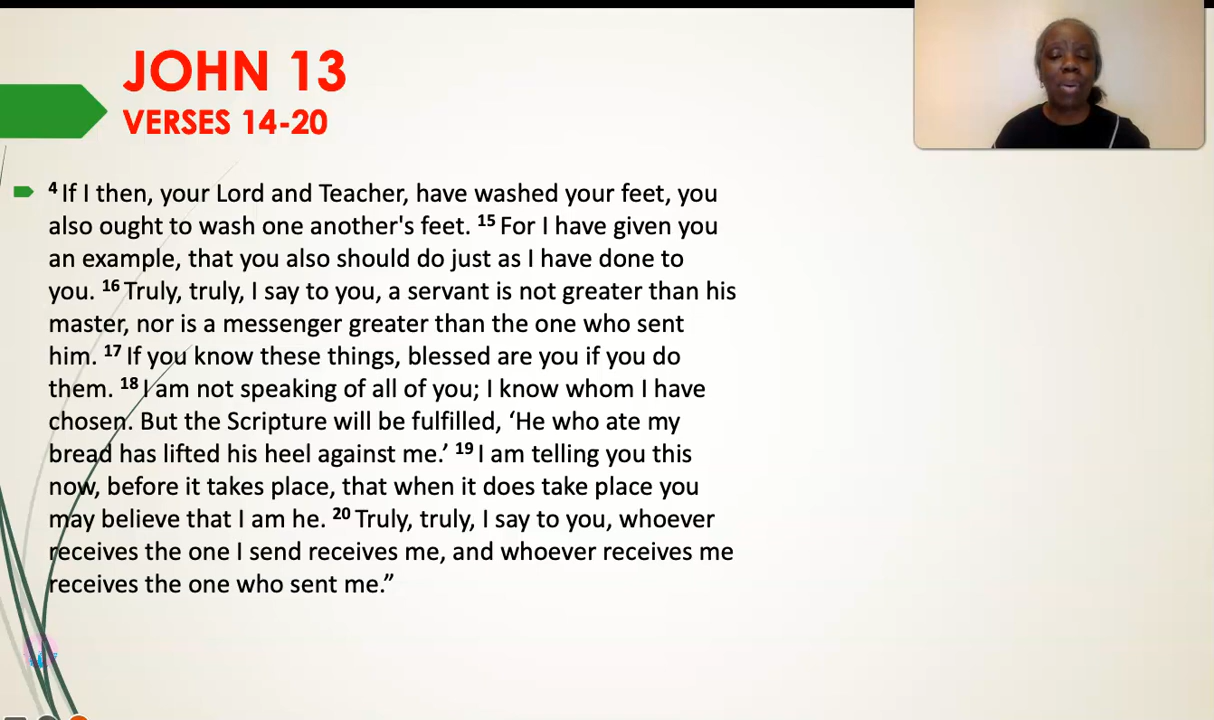 JOHN 13
VERSES 14-20
4 If I then, your Lord and Teacher, have washed your feet, you
also ought to wash one another's feet. 15 For I have given you
an example, that you also should do just as I have done to
you. 16 Truly, truly, I say to you, a servant is not greater than his
master, nor is a messenger greater than the one who sent
him. 17 If you know these things, blessed are you if you do
them. 18 I am not speaking of all of you; I know whom I have
chosen. But the Scripture will be fulfilled, ‘He who ate my
bread has lifted his heel against me.’ 19 I am telling you this
now, before it takes place, that when it does take place you
may believe that I am he. 20 Truly, truly, I say to you, whoever
receives the one I send receives me, and whoever receives me
receives the one who sent me.”